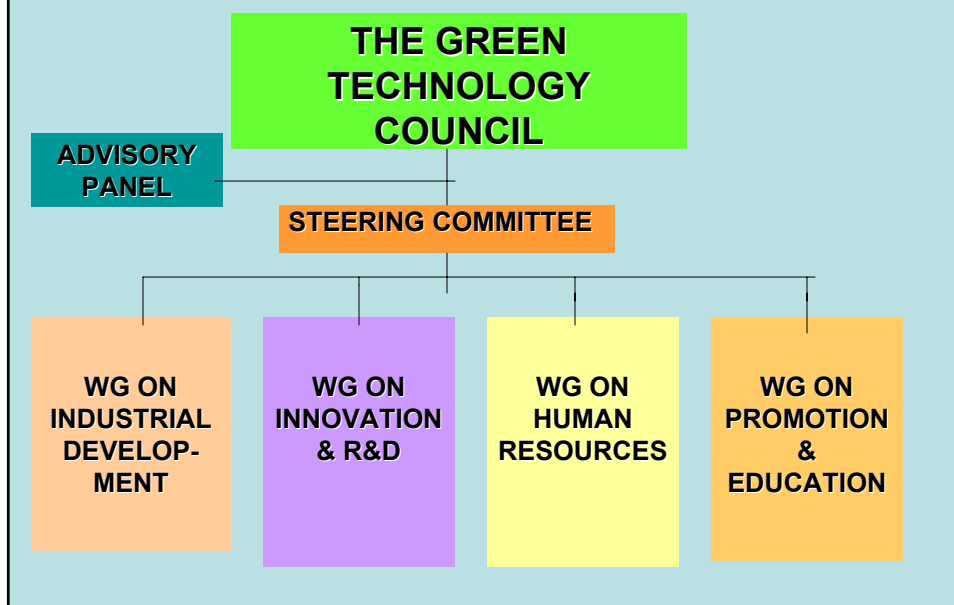 THE GREEN
TECHNOLOGY
COUNCIL
ADVISORY
PANEL
STEERING COMMITTEE
WG ON
INDUSTRIAL
DEVELOP-
MENT
WG ON
INNOVATION
& R&D
WG ON
HUMAN
RESOURCES
WG ON
PROMOTION
&
EDUCATION